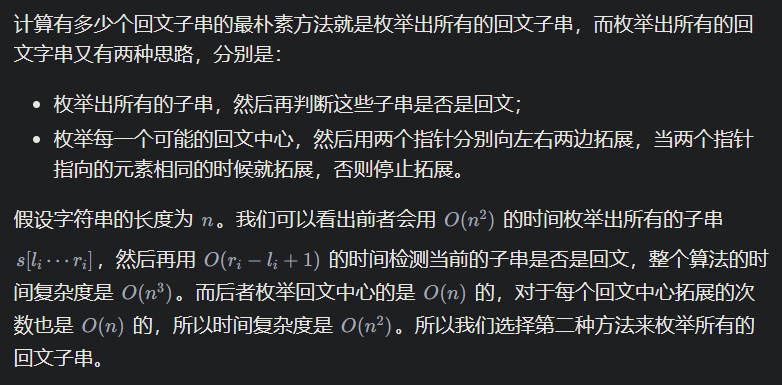 计算有多少个回文子串的最朴素方法就是枚举出所有的回文子串，而枚举出所有的回
文字串又有两种思路，分别是：
• 枚举出所有的子串，然后再判断这些子串是否是回文；
• 枚举每一个可能的回文中心，然后用两个指针分别向左右两边拓展，当两个指针
指向的元素相同的时候就拓展，否则停止拓展。
假设字符串的长度为 n。我们可以看出前者会用 O(n²) 的时间枚举出所有的子串
s[lᵢ⋯rᵢ]，然后再用 O(rᵢ − lᵢ + 1) 的时间检测当前的子串是否是回文，整个算法的时
间复杂度是 O(n³)。而后者枚举回文中心的是 O(n) 的，对于每个回文中心拓展的次
数也是 O(n) 的，所以时间复杂度是 O(n²)。所以我们选择第二种方法来枚举所有的
回文子串。